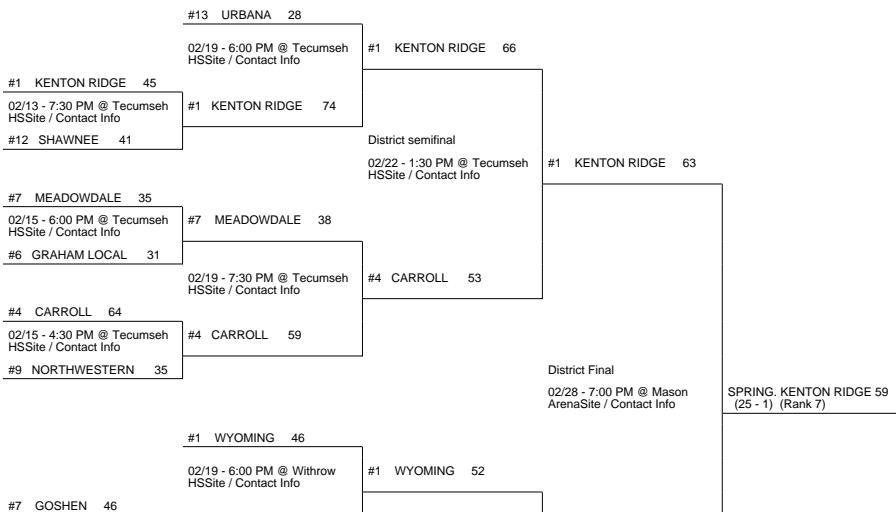 #13 URBANA 28
02/19 - 6:00 PM @ Tecumseh
HSSite / Contact Info
#1 KENTON RIDGE 66
#1 KENTON RIDGE 45
02/13 - 7:30 PM @ Tecumseh
HSSite / Contact Info
#1 KENTON RIDGE 74
#12 SHAWNEE 41
District semifinal
02/22 - 1:30 PM @ Tecumseh
HSSite / Contact Info
#1 KENTON RIDGE 63
#7 MEADOWDALE 35
02/15 - 6:00 PM @ Tecumseh
HSSite / Contact Info
#7 MEADOWDALE 38
#6 GRAHAM LOCAL 31
02/19 - 7:30 PM @ Tecumseh
HSSite / Contact Info
#4 CARROLL 53
#4 CARROLL 64
02/15 - 4:30 PM @ Tecumseh
HSSite / Contact Info
#4 CARROLL 59
#9 NORTHWESTERN 35
District Final
02/28 - 7:00 PM @ Mason
ArenaSite / Contact Info
SPRING. KENTON RIDGE 59
(25 - 1) (Rank 7)
#1 WYOMING 46
02/19 - 6:00 PM @ Withrow
HSSite / Contact Info
#1 WYOMING 52
#7 GOSHEN 46